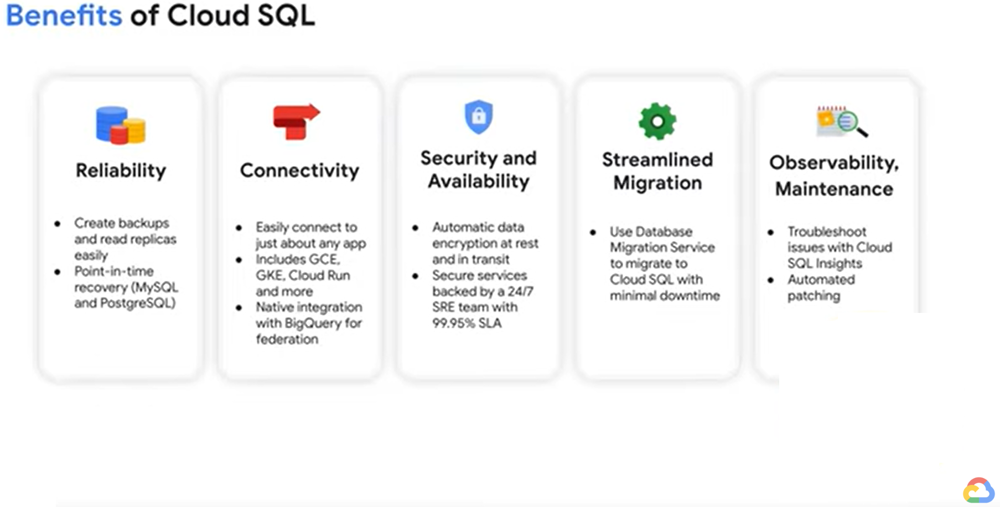 Benefits of Cloud SQL
Reliability
• Create backups
and read replicas
easily
• Point-in-time
recovery (MySQL
and PostgreSQL)
Connectivity
• Easily connect to
just about any app
• Includes GCE,
GKE, Cloud Run
and more
• Native integration
with BigQuery for
federation
Security and
Availability
• Automatic data
encryption at rest
and in transit
• Secure services
backed by a 24/7
SRE team with
99.95% SLA
Streamlined
Migration
• Use Database
Migration Service
to migrate to
Cloud SQL with
minimal downtime
Observability,
Maintenance
• Troubleshoot
issues with Cloud
SQL Insights
• Automated
patching